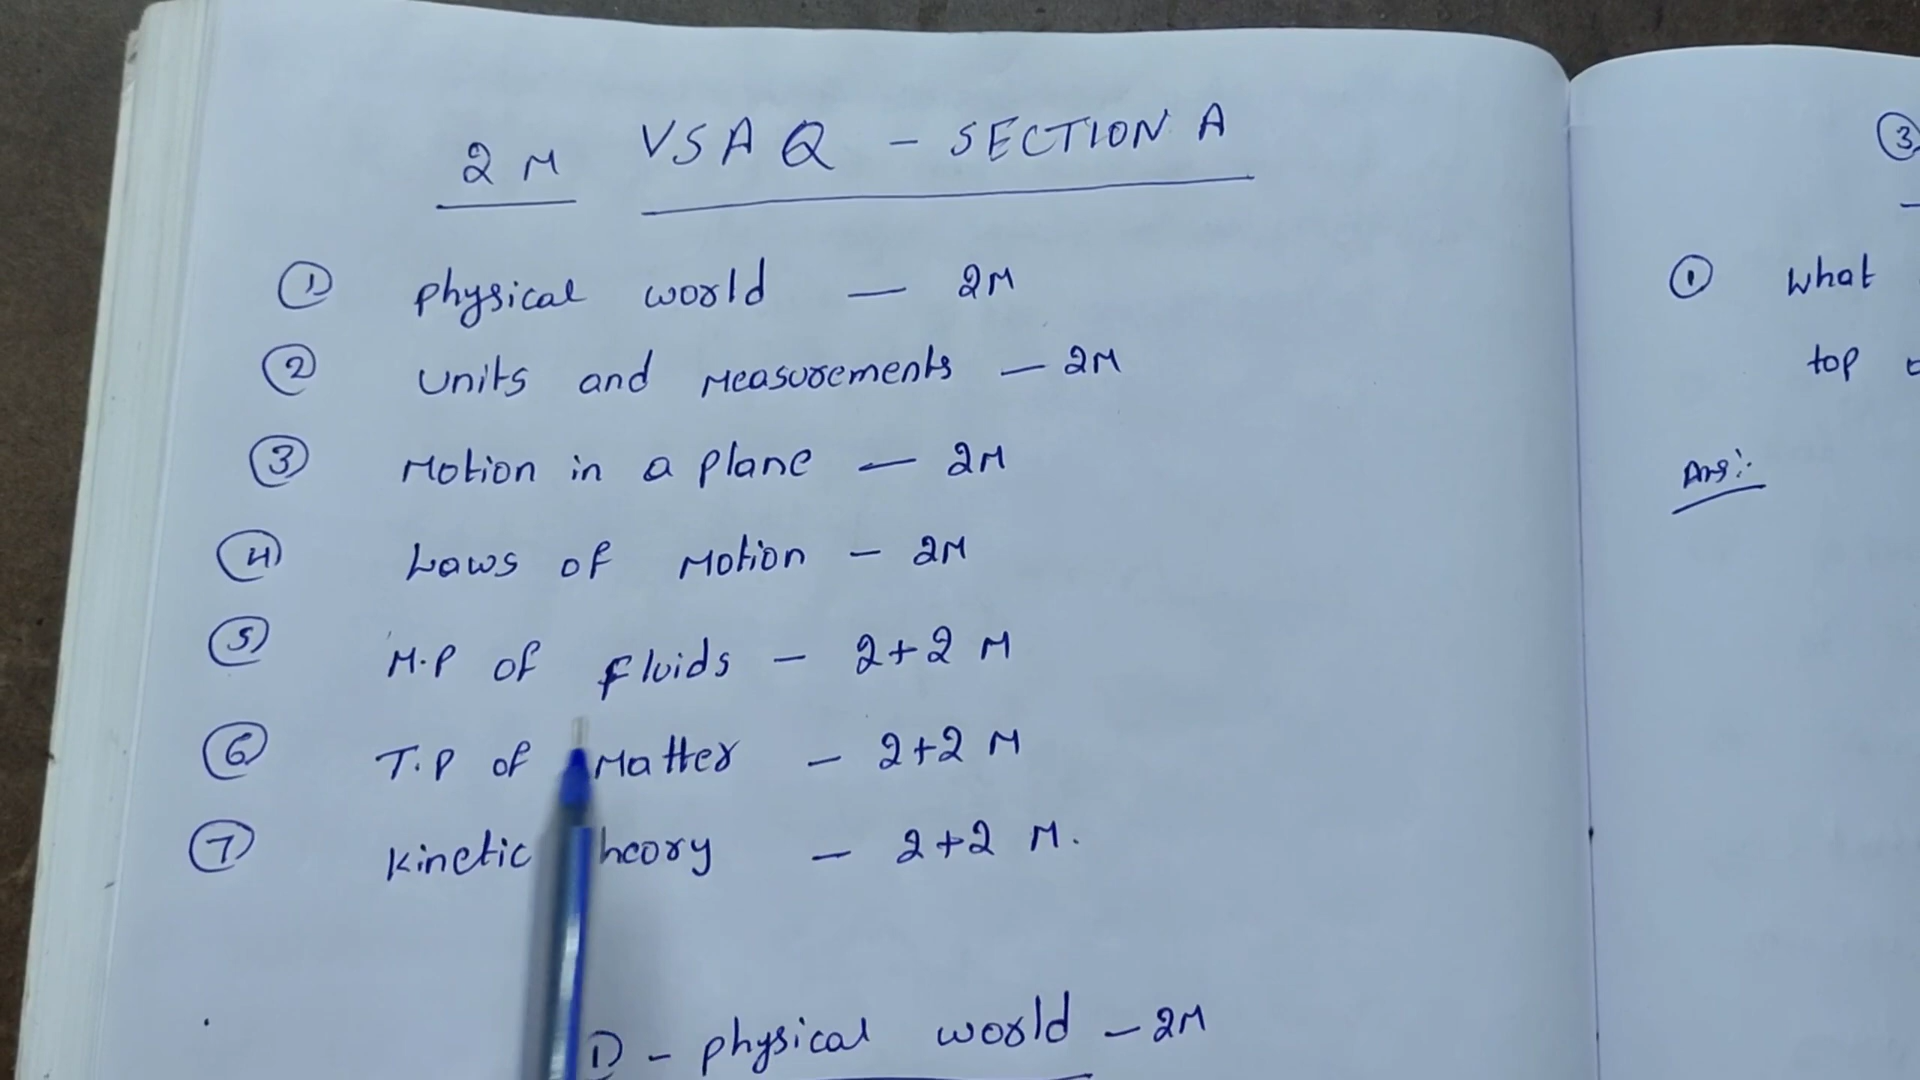 2 M VSAQ - SECTION A
① physical world — 2M
② units and Measurements — 2M
③ Motion in a plane — 2M
④ Laws of Motion - 2M
⑤ M.P of Fluids - 2+2 M
⑥ T.P of Matter - 2+2 M
⑦ Kinetic heory - 2+2 M.
1) - physical world - 2M
③
① What
top
Ans:-